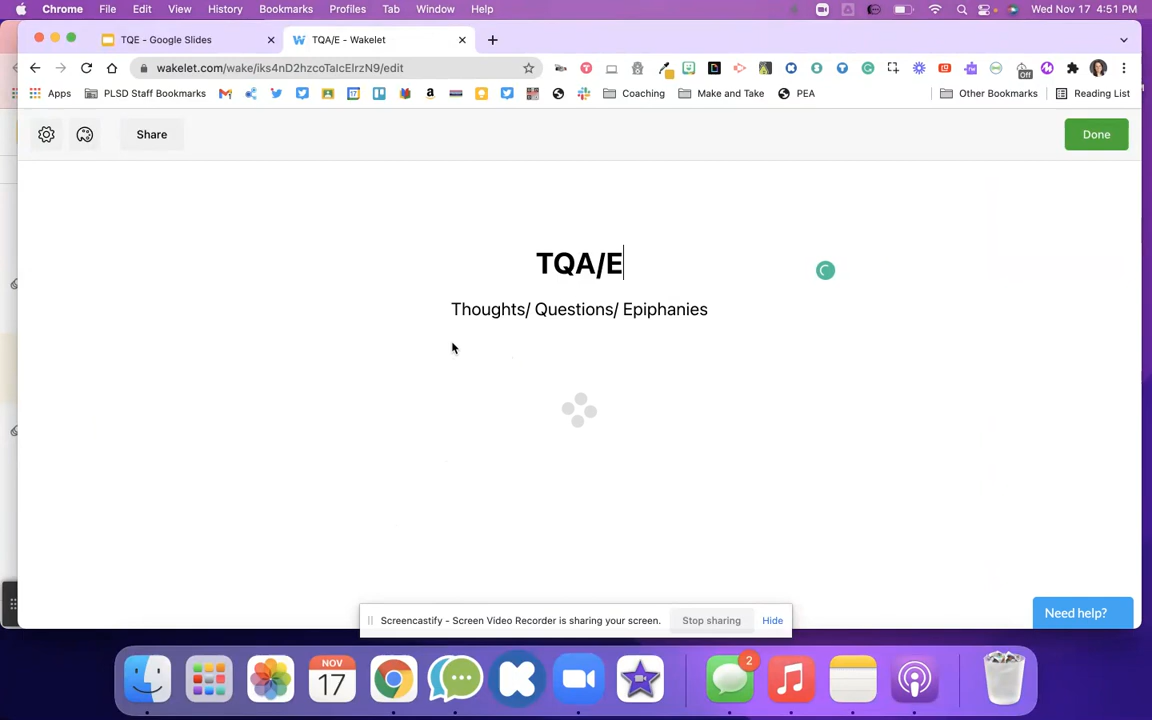 Chrome File Edit View History Bookmarks Profiles Tab Window Help Wed Nov 17 4:51 PM
TQE - Google Slides TQA/E - Wakelet
wakelet.com/wake/iks4nD2hzcoTaIcEIrzN9/edit
Off
Apps PLSD Staff Bookmarks Coaching Make and Take PEA Other Bookmarks Reading List
Share Done
TQA/E
Thoughts/ Questions/ Epiphanies
Need help?
Screencastify - Screen Video Recorder is sharing your screen. Stop sharing Hide
NOV
17
2